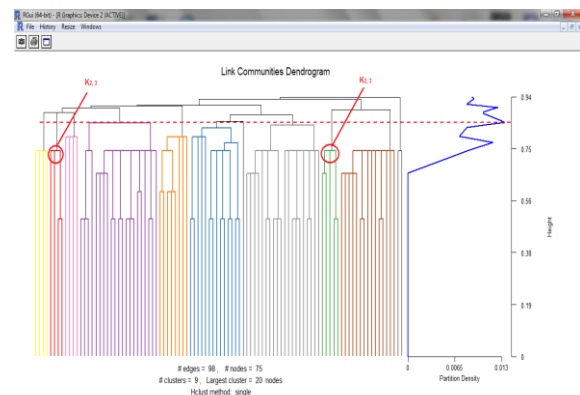 RGui (64-bit) - [R Graphics Device 2 (ACTIVE)]
File History Resize Windows
Link Communities Dendrogram
K2, 3
K2, 3
0.94
0.75
0.56
0.38
0.19
0
Height
0 0.0065 0.013
Partition Density
# edges = 98 , # nodes = 75
# clusters = 9 , Largest cluster = 20 nodes
Hclust method: single